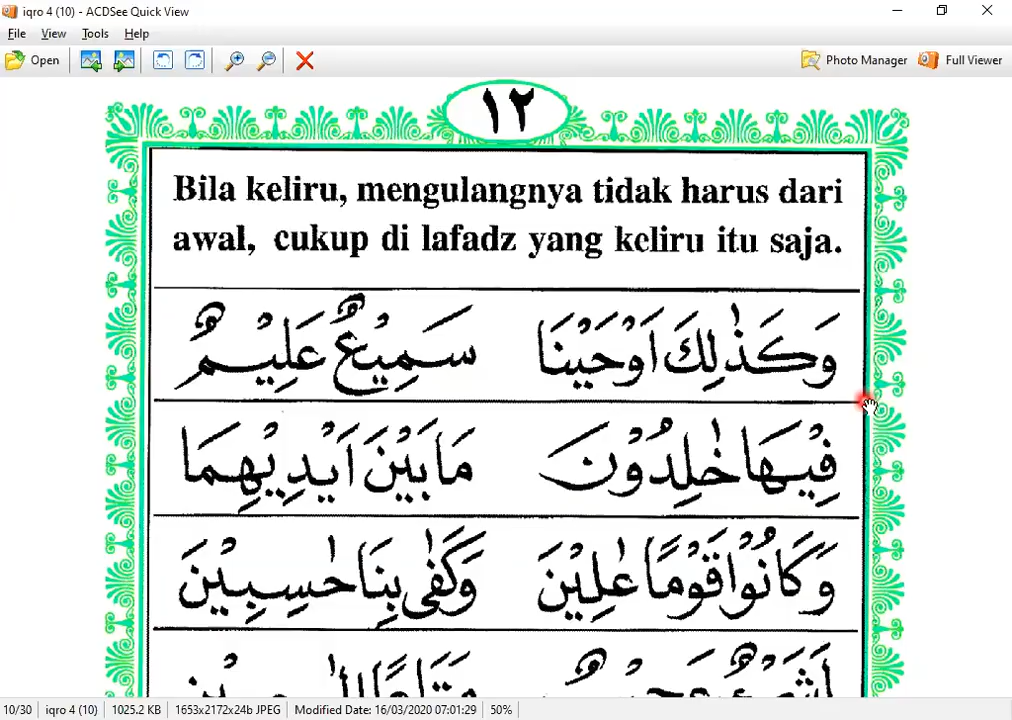 iqro 4 (10) - ACDSee Quick View
File View Tools Help
Open Photo Manager Full Viewer
١٢
Bila keliru, mengulangnya tidak harus dari
awal, cukup di lafadz yang keliru itu saja.
وَكَذٰلِكَ اَوْحَيْنَا سَمِيْعٌ عَلِيْمٌ
فِيْهَا خٰلِدُوْنَ مَا بَيْنَ اَيْدِيْهِمَا
وَكَانُوْا قَوْمًا عٰلِيْنَ وَكَفٰى بِنَا حٰسِبِيْنَ
10/30 iqro 4 (10) 1025.2 KB 1653x2172x24b JPEG Modified Date: 16/03/2020 07:01:29 50%